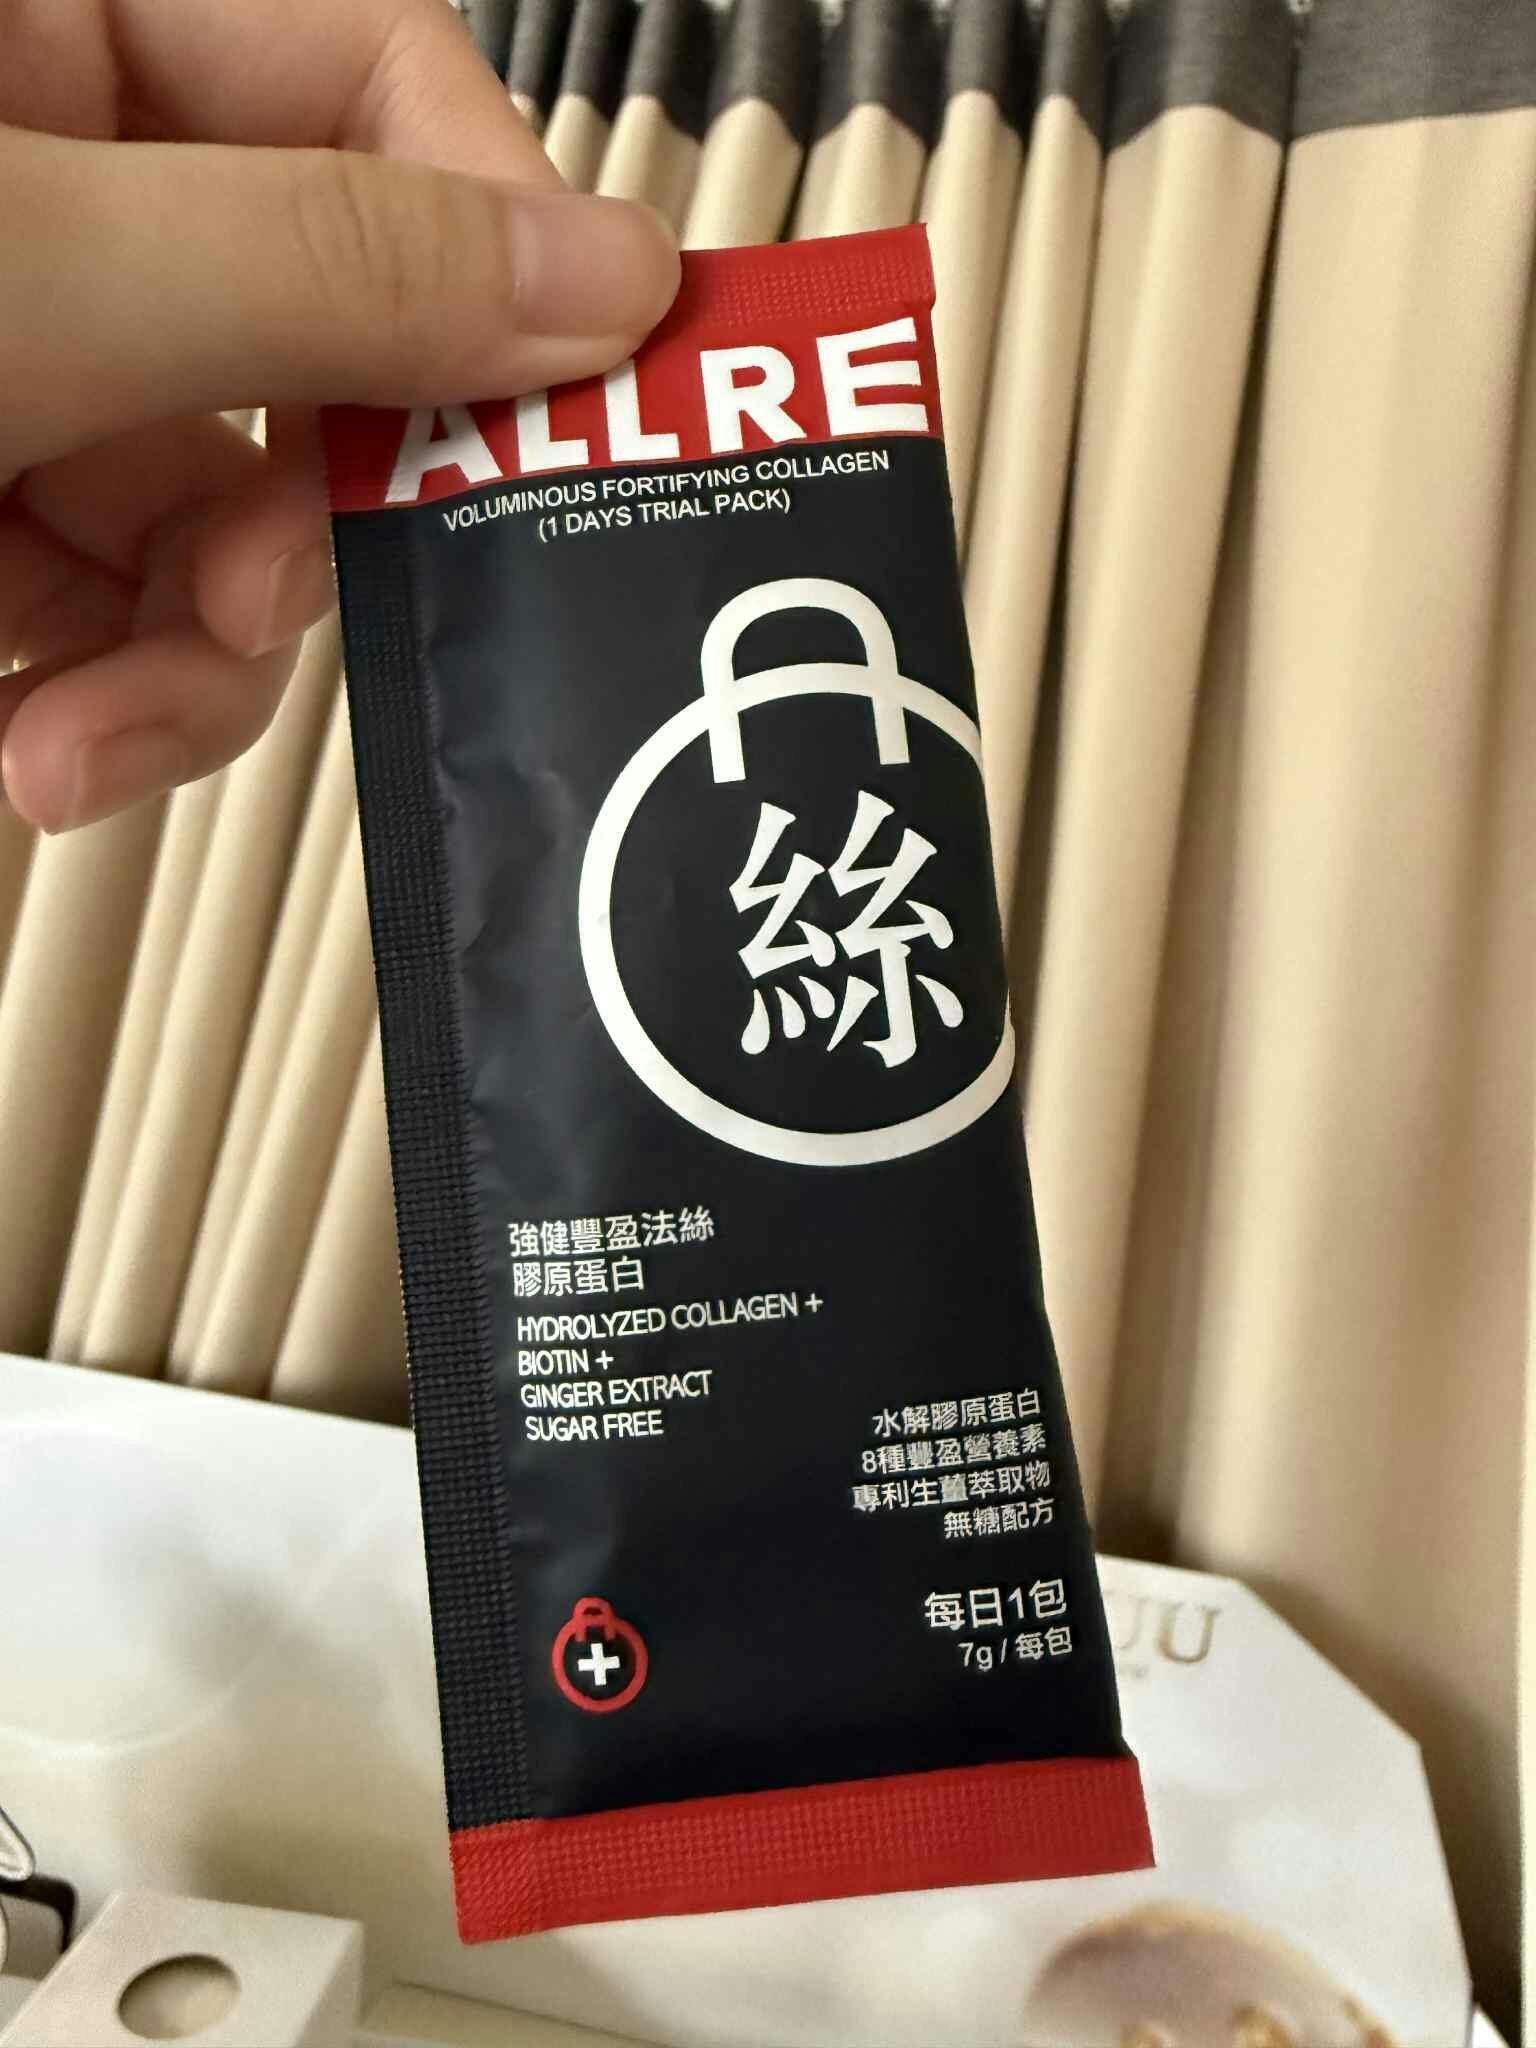 ALLRE
VOLUMINOUS FORTIFYING COLLAGEN
(1 DAYS TRIAL PACK)
絲
強健豐盈法絲
膠原蛋白
HYDROLYZED COLLAGEN +
BIOTIN +
GINGER EXTRACT
SUGAR FREE
水解膠原蛋白
8種豐盈營養素
專利生薑萃取物
無糖配方
每日1包
7g / 每包